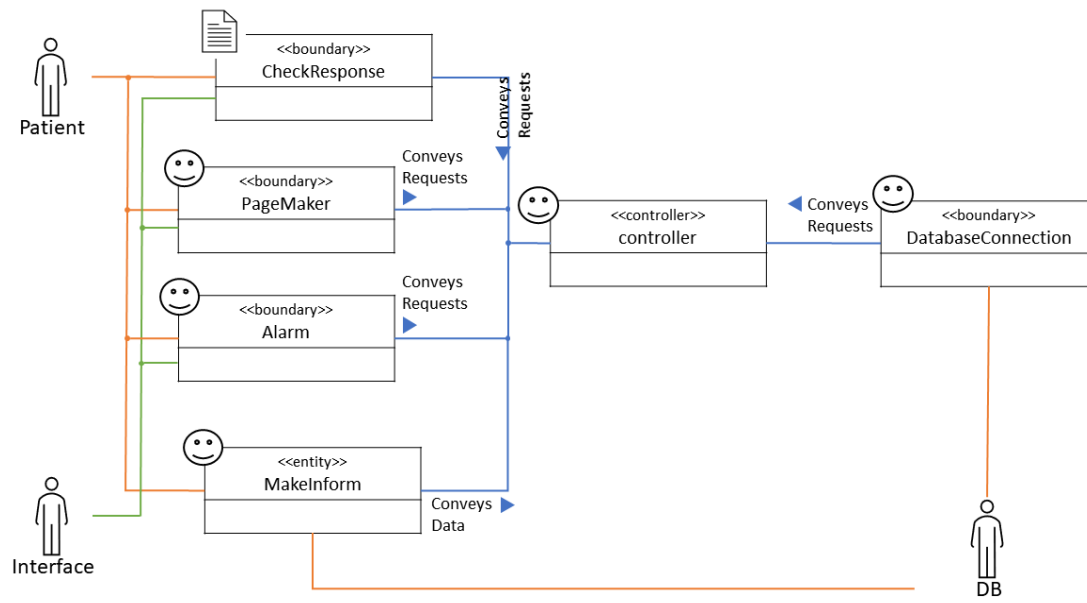 <<boundary>>
CheckResponse
Patient
Conveys
Requests
<<boundary>>
PageMaker
Conveys
Requests
<<controller>>
controller
Conveys
Requests
<<boundary>>
DatabaseConnection
<<boundary>>
Alarm
Conveys
Requests
<<entity>>
MakeInform
Conveys
Data
Interface
DB